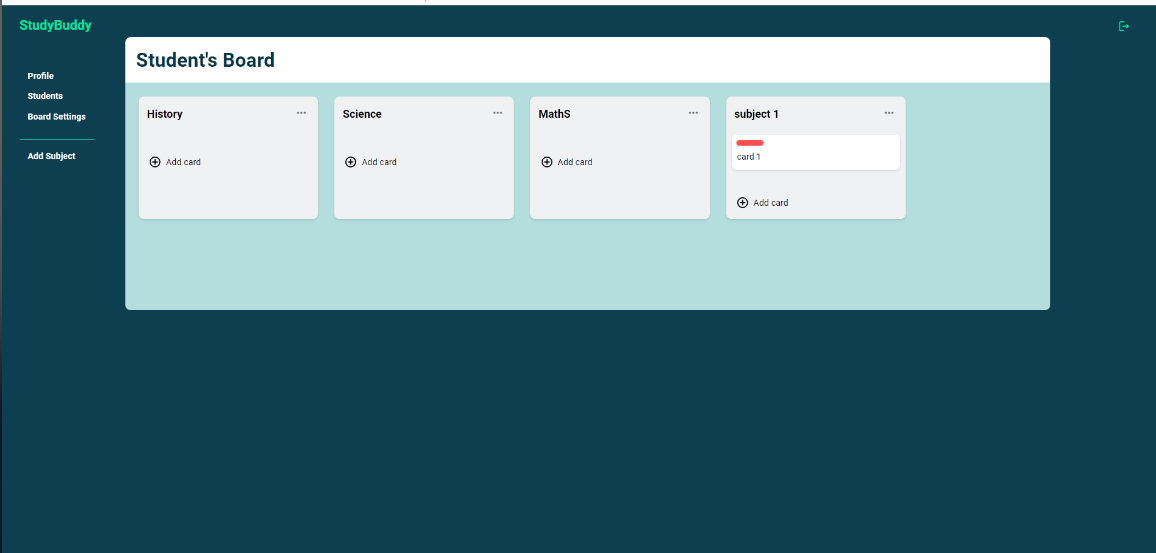 StudyBuddy
Student's Board
Profile
Students
Board Settings
Add Subject
History
Add card
Science
Add card
MathS
Add card
subject 1
card 1
Add card